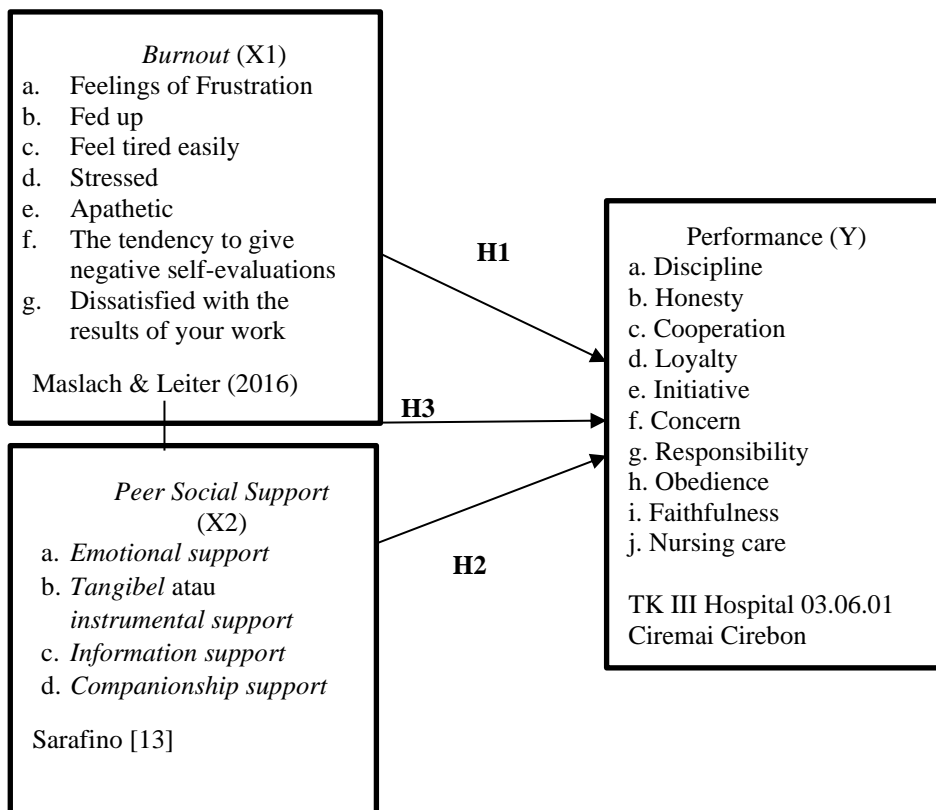 Burnout (X1)
a. Feelings of Frustration
b. Fed up
c. Feel tired easily
d. Stressed
e. Apathetic
f. The tendency to give
negative self-evaluations
g. Dissatisfied with the
results of your work
Maslach & Leiter (2016)
H1
H3
H2
Peer Social Support
(X2)
a. Emotional support
b. Tangibel atau
instrumental support
c. Information support
d. Companionship support
Sarafino [13]
Performance (Y)
a. Discipline
b. Honesty
c. Cooperation
d. Loyalty
e. Initiative
f. Concern
g. Responsibility
h. Obedience
i. Faithfulness
j. Nursing care
TK III Hospital 03.06.01
Ciremai Cirebon